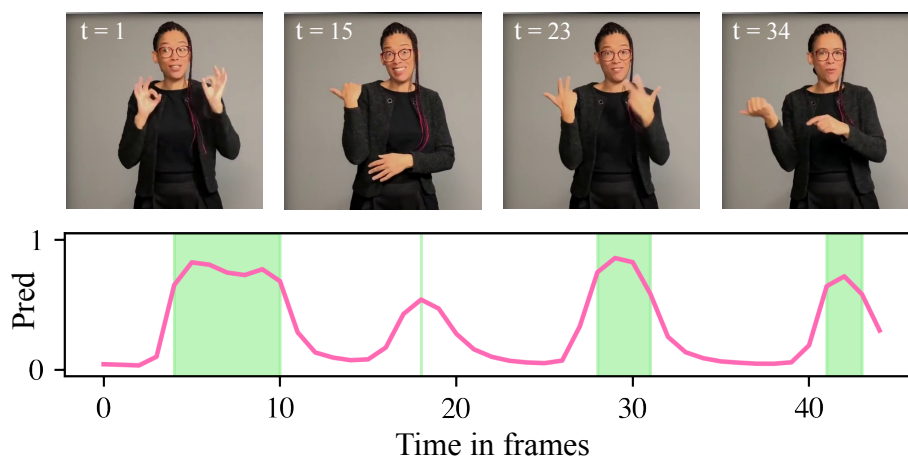 t = 1
t = 15
t = 23
t = 34
1
Pred
0
0 10 20 30 40
Time in frames